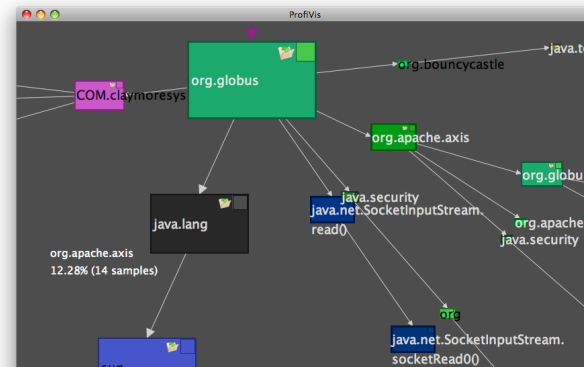 ProfiVis
java.t
org.bouncycastle
org.globus
COM.claymoresys
org.apache.axis
org.globu
java.security
java.net.SocketInputStream.
read()
java.lang
org.apache
java.security
org.apache.axis
12.28% (14 samples)
org
java.net.SocketInputStream.
socketRead0()